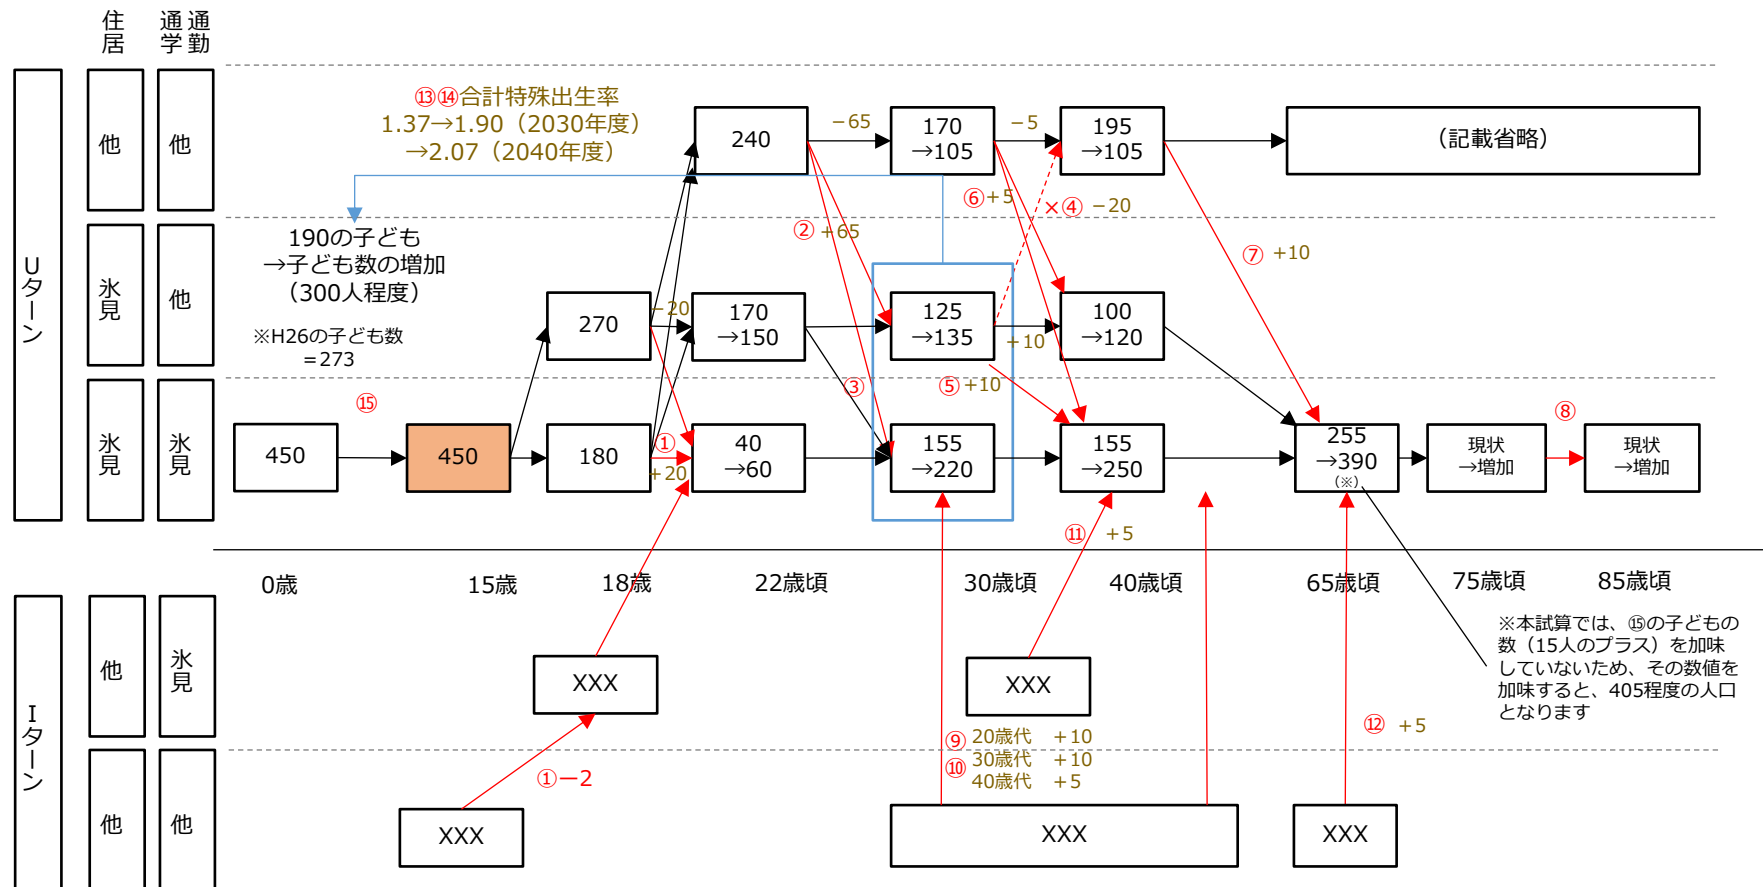 住居
通学
通勤
Uターン
他
他
⑬⑭合計特殊出生率
1.37→1.90（2030年度）
→2.07（2040年度）
240
－65
170
→105
－5
195
→105
（記載省略）
⑥+5
×④ －20
② +65
⑦ +10
氷見
他
190の子ども
→子ども数の増加
（300人程度）
※H26の子ども数
=273
270
－20
170
→150
125
→135
+10
100
→120
③
⑤+10
氷見
氷見
⑮
450
450
180
①
+20
40
→60
155
→220
155
→250
255
→390
（※）
現状
→増加
⑧
現状
→増加
⑪ +5
0歳
15歳
18歳
22歳頃
30歳頃
40歳頃
65歳頃
75歳頃
85歳頃
Iターン
他
氷見
XXX
XXX
※本試算では、⑮の子どもの
数（15人のプラス）を加味
していないため、その数値を
加味すると、405程度の人口
となります
⑫ +5
⑨ 20歳代 +10
⑩ 30歳代 +10
40歳代 +5
①ー2
他
他
XXX
XXX
XXX